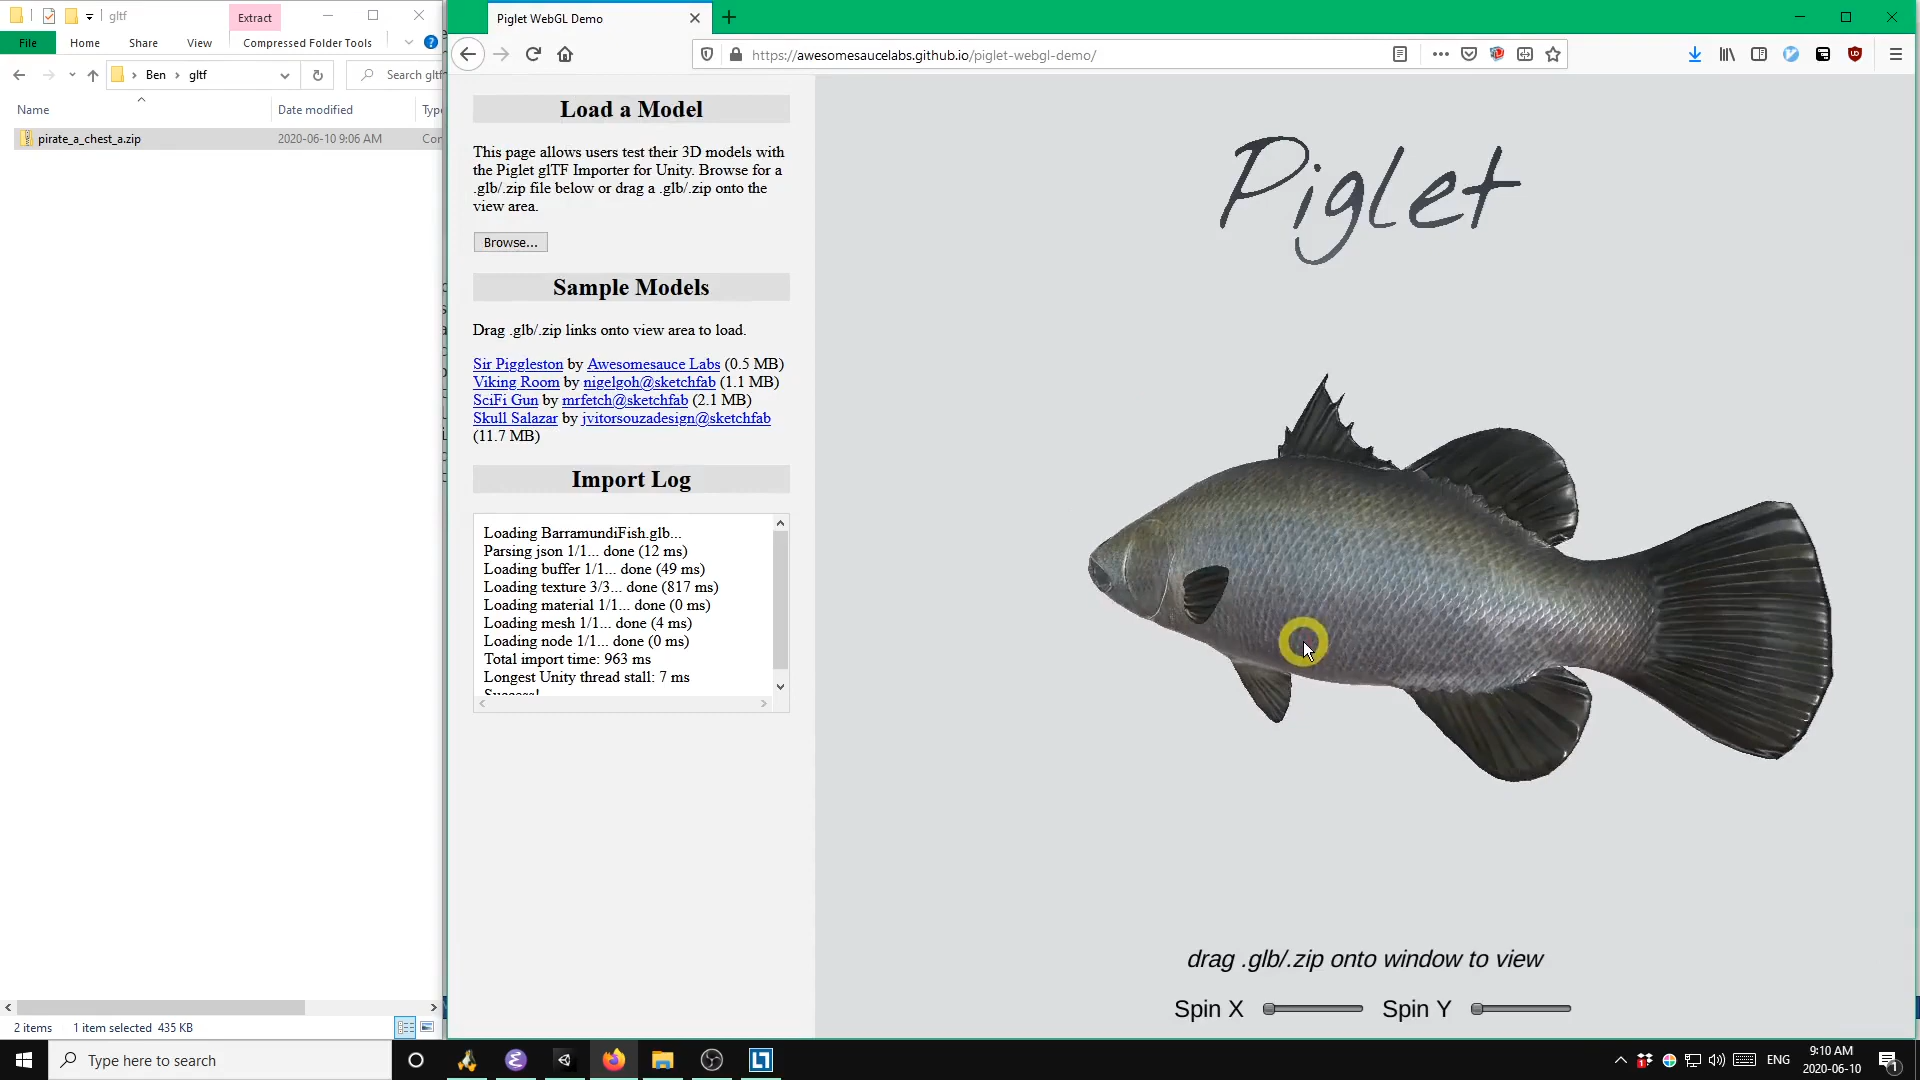 gltf
Extract
File
Home
Share
View
Compressed Folder Tools
Ben
gltf
Search gltf
Name
Date modified
Type
pirate_a_chest_a.zip
2020-06-10 9:06 AM
2 items
1 item selected 435 KB
Piglet WebGL Demo
https://awesomesaucelabs.github.io/piglet-webgl-demo/
Load a Model
This page allows users test their 3D models with
the Piglet glTF Importer for Unity. Browse for a
.glb/.zip file below or drag a .glb/.zip onto the
view area.
Browse...
Sample Models
Drag .glb/.zip links onto view area to load.
Sir Piggleston by Awesomesauce Labs (0.5 MB)
Viking Room by nigelgoh@sketchfab (1.1 MB)
SciFi Gun by mrfetch@sketchfab (2.1 MB)
Skull Salazar by jvitorsouzadesign@sketchfab
(11.7 MB)
Import Log
Loading BarramundiFish.glb...
Parsing json 1/1... done (12 ms)
Loading buffer 1/1... done (49 ms)
Loading texture 3/3... done (817 ms)
Loading material 1/1... done (0 ms)
Loading mesh 1/1... done (4 ms)
Loading node 1/1... done (0 ms)
Total import time: 963 ms
Longest Unity thread stall: 7 ms
Success!
Piglet
drag .glb/.zip onto window to view
Spin X
Spin Y
Type here to search
ENG
9:10 AM
2020-06-10